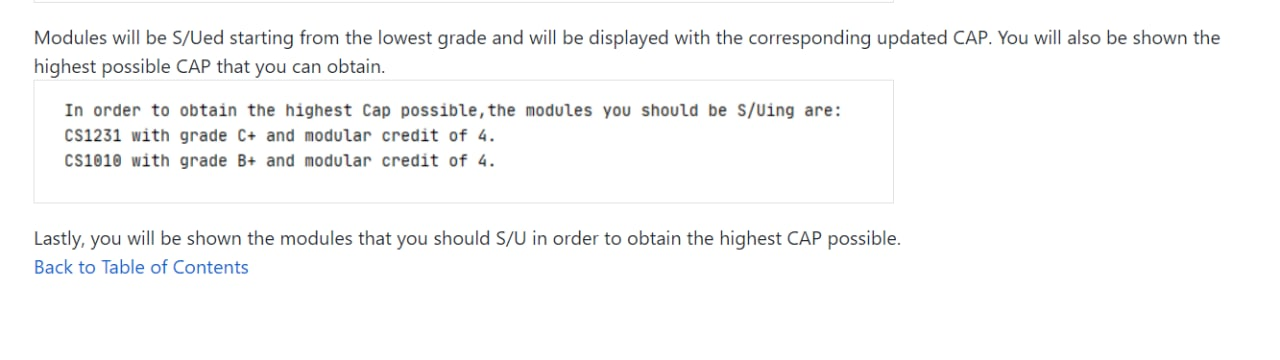 Modules will be S/Ued starting from the lowest grade and will be displayed with the corresponding updated CAP. You will also be shown the
highest possible CAP that you can obtain.
In order to obtain the highest Cap possible,the modules you should be S/Uing are:
CS1231 with grade C+ and modular credit of 4.
CS1010 with grade B+ and modular credit of 4.
Lastly, you will be shown the modules that you should S/U in order to obtain the highest CAP possible.
Back to Table of Contents